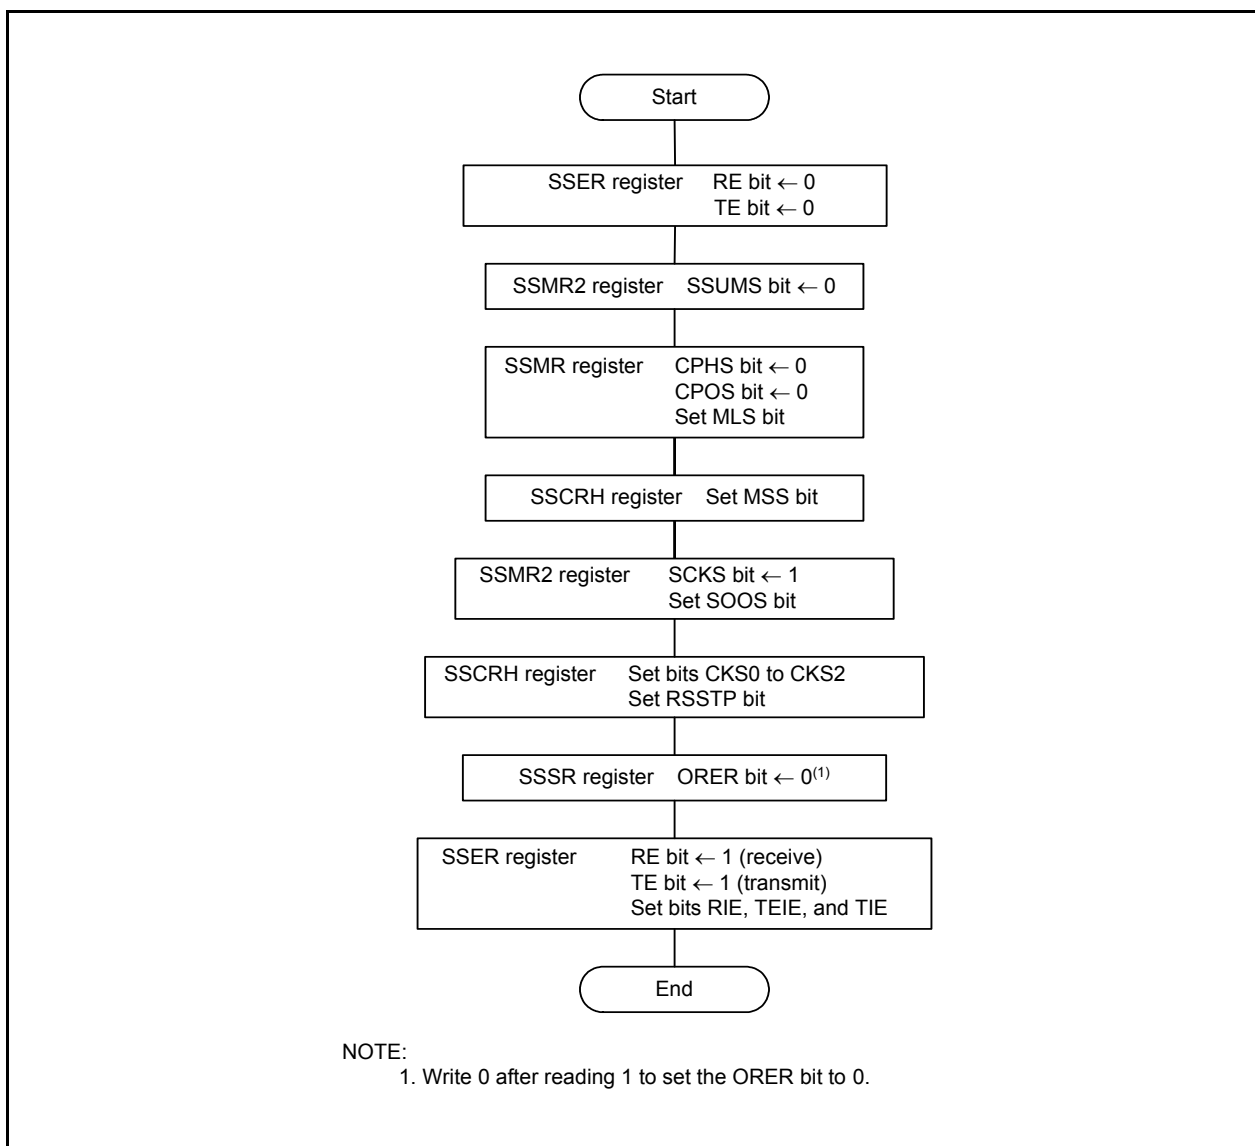 Start
SSER register RE bit ← 0
TE bit ← 0
SSMR2 register SSUMS bit ← 0
SSMR register CPHS bit ← 0
CPOS bit ← 0
Set MLS bit
SSCRH register Set MSS bit
SSMR2 register SCKS bit ← 1
Set SOOS bit
SSCRH register Set bits CKS0 to CKS2
Set RSSTP bit
SSSR register ORER bit ← 0(1)
SSER register RE bit ← 1 (receive)
TE bit ← 1 (transmit)
Set bits RIE, TEIE, and TIE
End
NOTE:
1. Write 0 after reading 1 to set the ORER bit to 0.